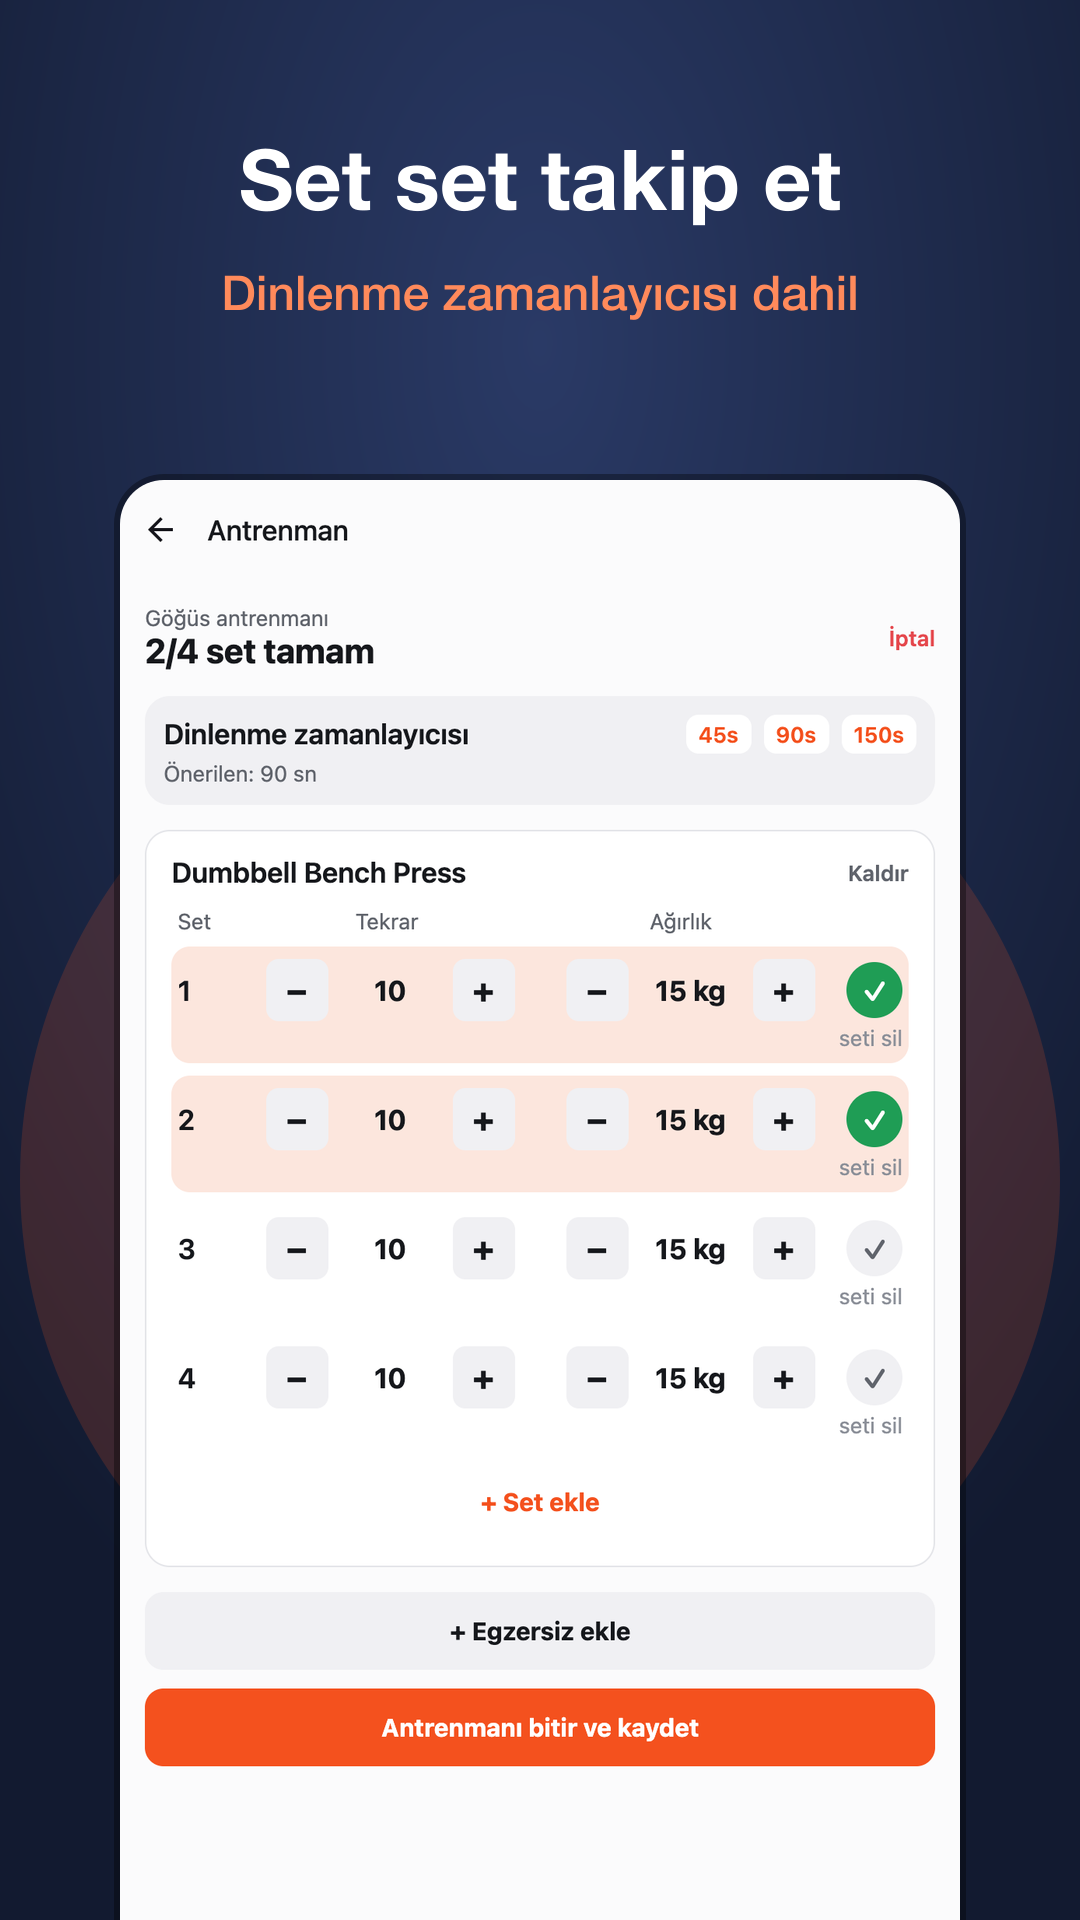 Set set takip et
Dinlenme zamanlayıcısı dahil
Antrenman
Göğüs antrenmanı
2/4 set tamam
İptal
Dinlenme zamanlayıcısı
45s 90s 150s
Önerilen: 90 sn
Dumbbell Bench Press
Kaldır
Set Tekrar Ağırlık
1 − 10 + − 15 kg +
seti sil
2 − 10 + − 15 kg +
seti sil
3 − 10 + − 15 kg +
seti sil
4 − 10 + − 15 kg +
seti sil
+ Set ekle
+ Egzersiz ekle
Antrenmanı bitir ve kaydet